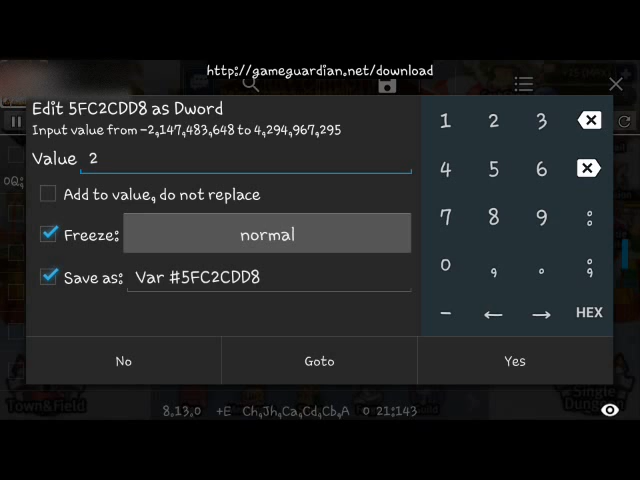 http://gameguardian.net/download
Edit 5FC2CDD8 as Dword
Input value from -2,147,483,648 to 4,294,967,295
Value 2
Add to value, do not replace
Freeze: normal
Save as: Var #5FC2CDD8
1 2 3
4 5 6
7 8 9 :
0 , . ;
- ← → HEX
No Goto Yes
Town&Field
Single
8,13,0 +E Ch,Jh,Ca,Cd,Cb,A 0 21;143